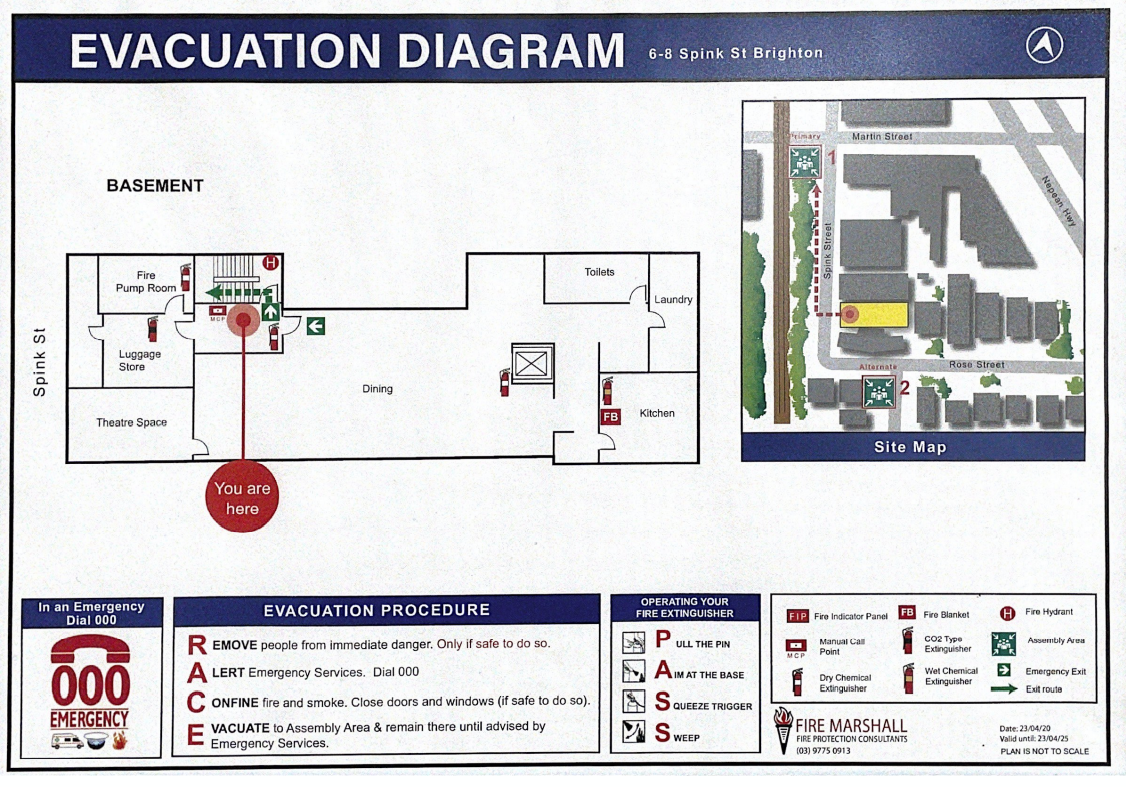 EVACUATION DIAGRAM 6-8 Spink St Brighton
BASEMENT
Spink St
Fire
Pump Room
H
MCP
Luggage
Store
Theatre Space
Dining
Toilets
Laundry
FB
Kitchen
You are
here
Primary
1
Martin Street
Nepean Hwy
Spink Street
Rose Street
Alternate
2
Site Map
In an Emergency
Dial 000
000
EMERGENCY
EVACUATION PROCEDURE
REMOVE people from immediate danger. Only if safe to do so.
ALERT Emergency Services. Dial 000
CONFINE fire and smoke. Close doors and windows (if safe to do so).
EVACUATE to Assembly Area & remain there until advised by
Emergency Services.
OPERATING YOUR
FIRE EXTINGUISHER
PULL THE PIN
AIM AT THE BASE
SQUEEZE TRIGGER
SWEEP
FIP Fire Indicator Panel
FB Fire Blanket
H Fire Hydrant
MCP Manual Call
Point
CO2 Type
Extinguisher
Assembly Area
Dry Chemical
Extinguisher
Wet Chemical
Extinguisher
Emergency Exit
Exit route
FIRE MARSHALL
FIRE PROTECTION CONSULTANTS
(03) 9775 0913
Date: 23/04/20
Valid until: 23/04/25
PLAN IS NOT TO SCALE